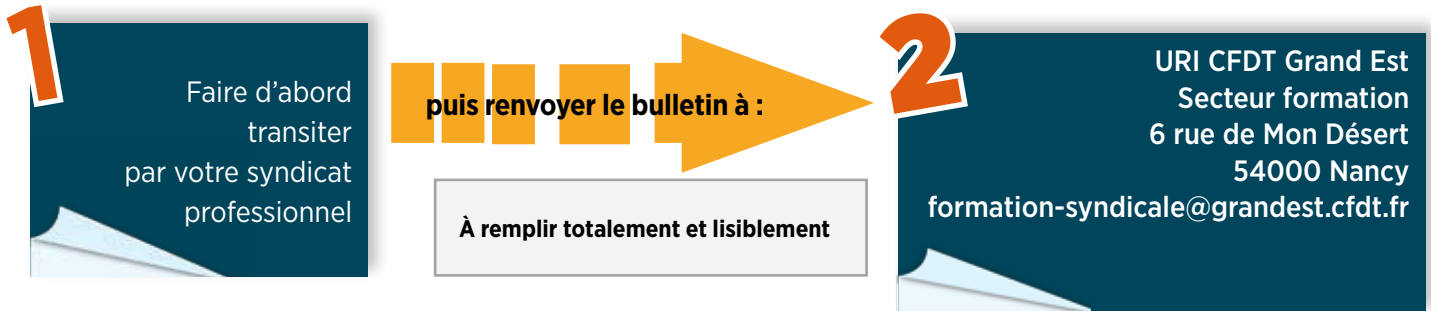 1
Faire d'abord
transiter
par votre syndicat
professionnel
puis renvoyer le bulletin à :
À remplir totalement et lisiblement
2
URI CFDT Grand Est
Secteur formation
6 rue de Mon Désert
54000 Nancy
formation-syndicale@grandest.cfdt.fr